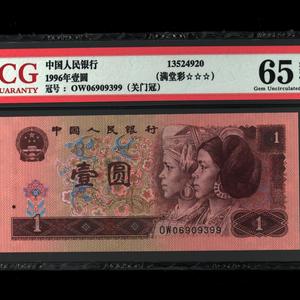 CG
GUARANTY
中国人民银行
1996年壹圆
冠号：OW06909399（关门冠）
13524920
（满堂彩☆☆☆）
65
Gem Uncirculated
中国人民银行
1
壹圆
1
1
OW06909399